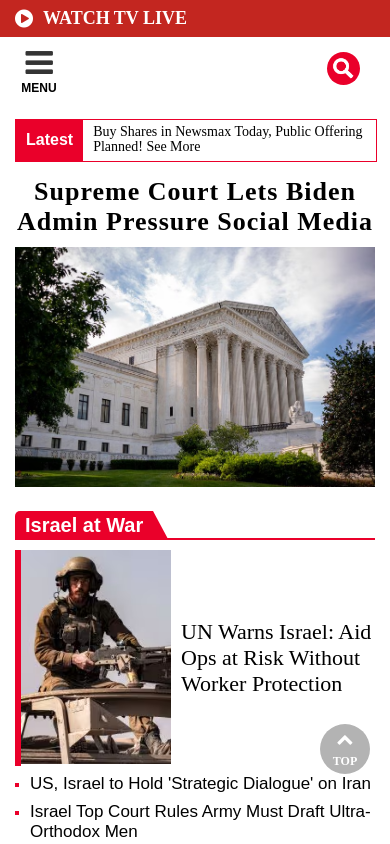 WATCH TV LIVE
MENU
Latest
Buy Shares in Newsmax Today, Public Offering
Planned! See More
Supreme Court Lets Biden
Admin Pressure Social Media
Israel at War
UN Warns Israel: Aid
Ops at Risk Without
Worker Protection
TOP
US, Israel to Hold 'Strategic Dialogue' on Iran
Israel Top Court Rules Army Must Draft Ultra-
Orthodox Men